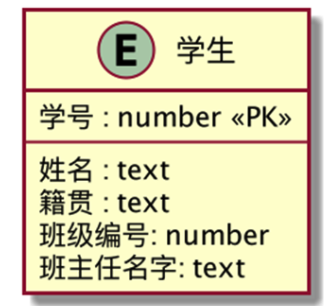 E 学生
学号 : number «PK»
姓名 : text
籍贯 : text
班级编号: number
班主任名字: text